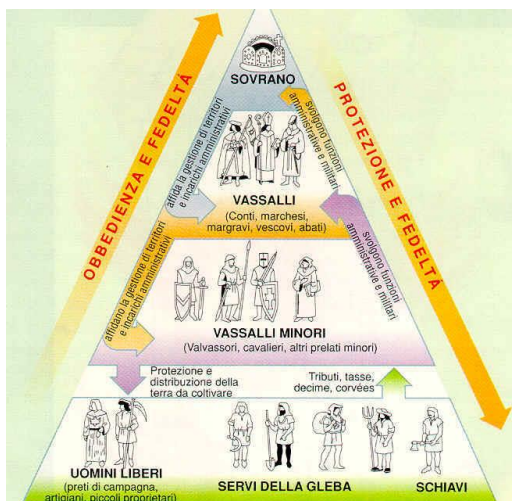 OBBEDIENZA E FEDELTÀ
PROTEZIONE E FEDELTÀ
SOVRANO
affida la gestione di territori
e incarichi amministrativi
svolgono funzioni
amministrative e militari
VASSALLI
(Conti, marchesi,
margravi, vescovi, abati)
affidano la gestione di territori
e incarichi amministrativi
svolgono funzioni
amministrative e militari
VASSALLI MINORI
(Valvassori, cavalieri, altri prelati minori)
Protezione e
distribuzione della
terra da coltivare
Tributi, tasse,
decime, corvées
UOMINI LIBERI
(preti di campagna,
artigiani, piccoli proprietari)
SERVI DELLA GLEBA
SCHIAVI